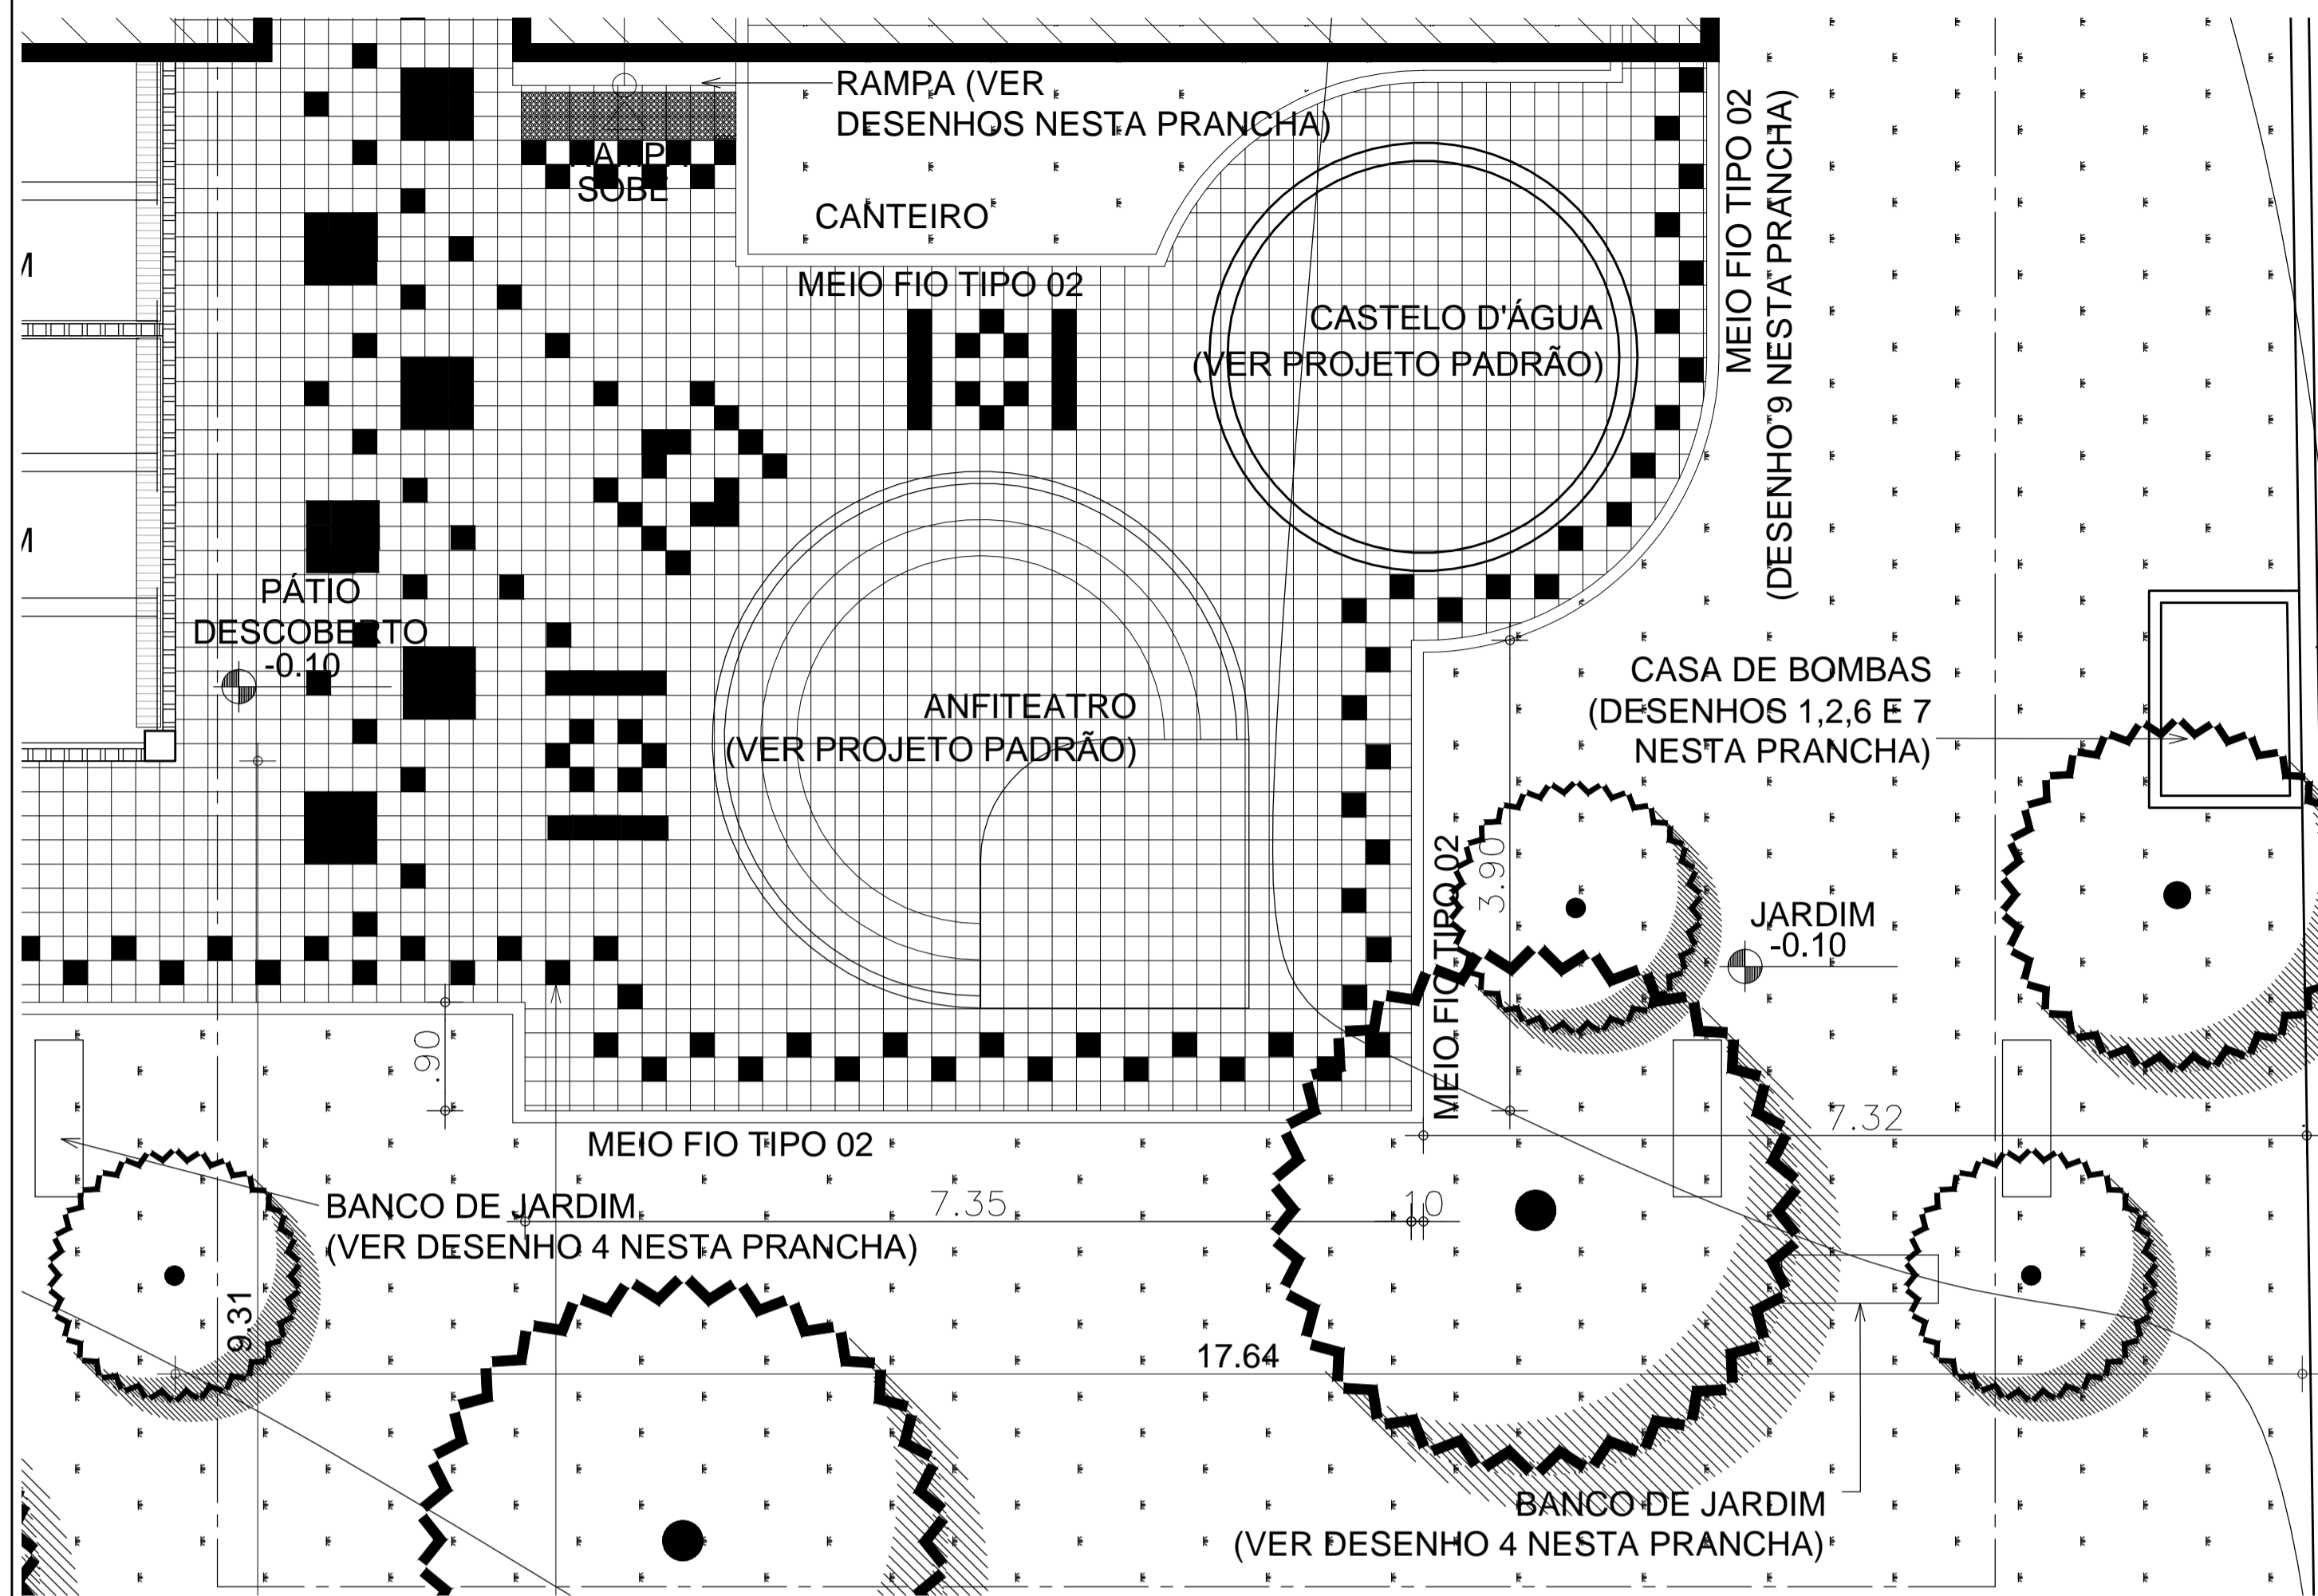 RAMPA (VER
DESENHOS NESTA PRANCHA)
RAMPA
SOBE
CANTEIRO
MEIO FIO TIPO 02
CASTELO D'ÁGUA
(VER PROJETO PADRÃO)
MEIO FIO TIPO 02
(DESENHO 9 NESTA PRANCHA)
M
M
PÁTIO
DESCOBERTO
-0.10
ANFITEATRO
(VER PROJETO PADRÃO)
CASA DE BOMBAS
(DESENHOS 1,2,6 E 7
NESTA PRANCHA)
MEIO FIO TIPO 02
3.90
JARDIM
-0.10
.90
MEIO FIO TIPO 02
7.32
BANCO DE JARDIM
(VER DESENHO 4 NESTA PRANCHA)
7.35
10
9.31
17.64
BANCO DE JARDIM
(VER DESENHO 4 NESTA PRANCHA)